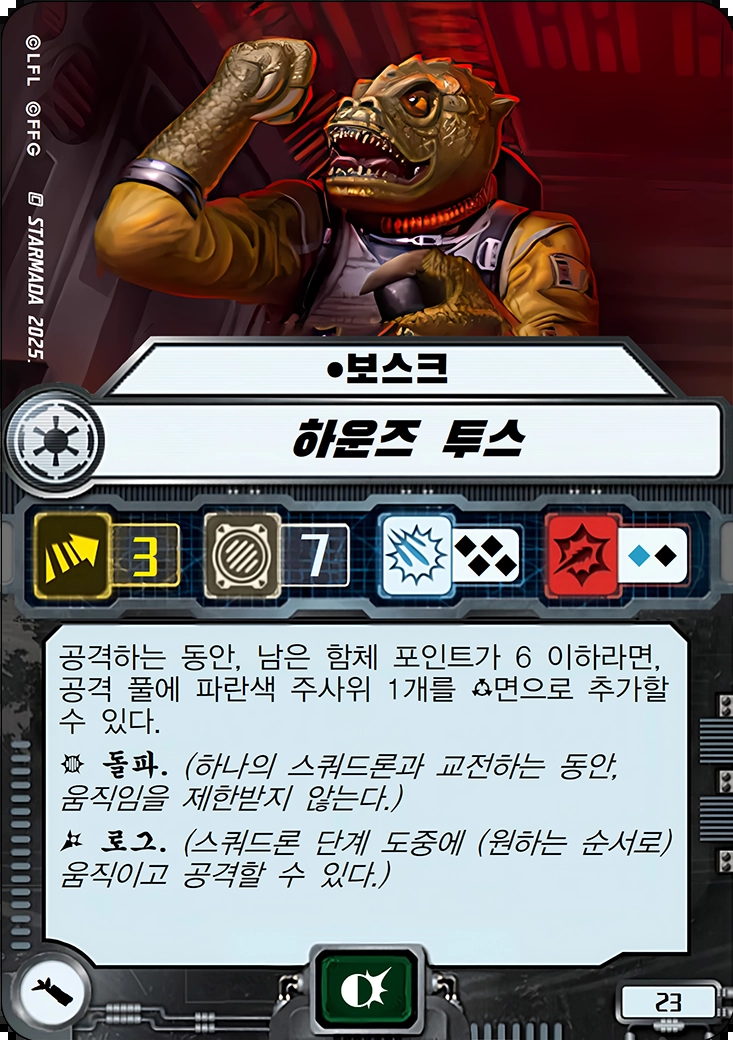 ©LFL ©FFG STARMADA 2025.
•보스크
하운즈 투스
3 7
공격하는 동안, 남은 함체 포인트가 6 이하라면,
공격 풀에 파란색 주사위 1개를 면으로 추가할
수 있다.
돌파. (하나의 스쿼드론과 교전하는 동안,
움직임을 제한받지 않는다.)
로그. (스쿼드론 단계 도중에 (원하는 순서로)
움직이고 공격할 수 있다.)
23